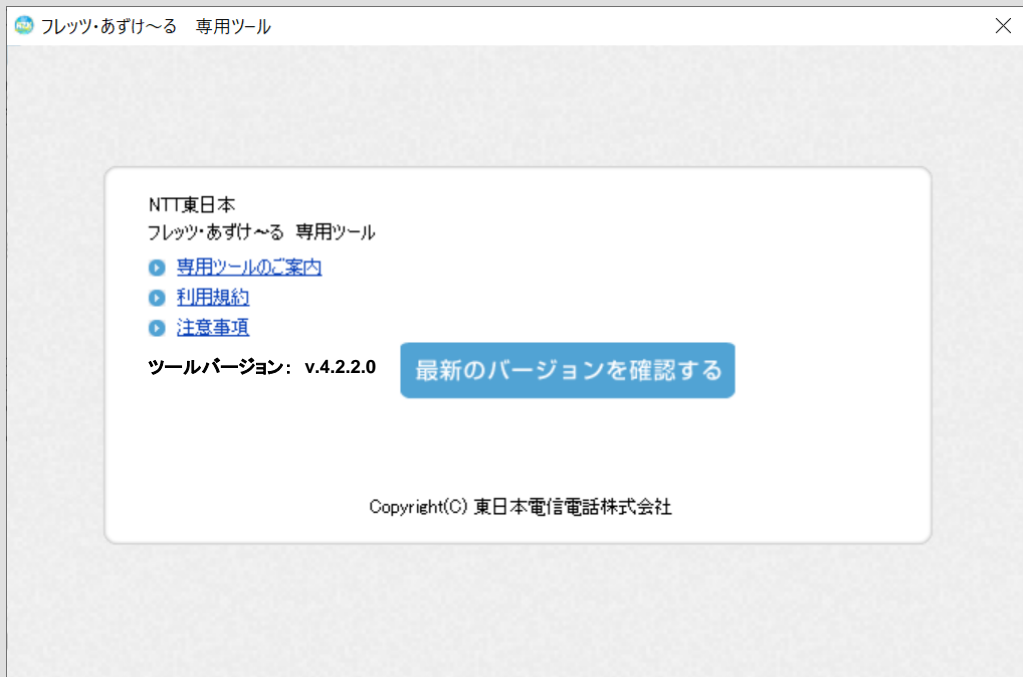 フレッツ・あずけ～る　専用ツール
NTT東日本
フレッツ・あずけ～る 専用ツール
専用ツールのご案内
利用規約
注意事項
ツールバージョン： v.4.2.2.0 最新のバージョンを確認する
Copyright(C) 東日本電信電話株式会社